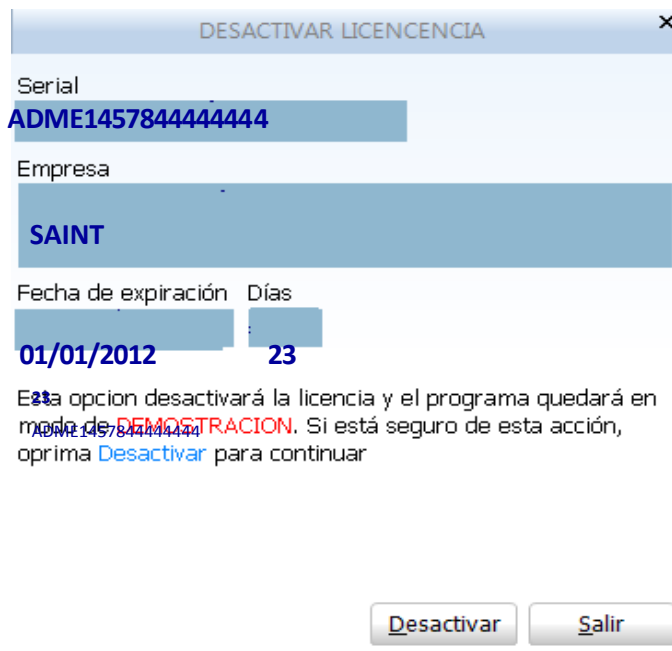 DESACTIVAR LICENCENCIA
Serial
ADME1457844444444
Empresa
SAINT
Fecha de expiración Días
01/01/2012 23
Esta opcion desactivará la licencia y el programa quedará en
23
modo de DEMOSTRACION. Si está seguro de esta acción,
ADME1457844444444
oprima Desactivar para continuar
Desactivar Salir